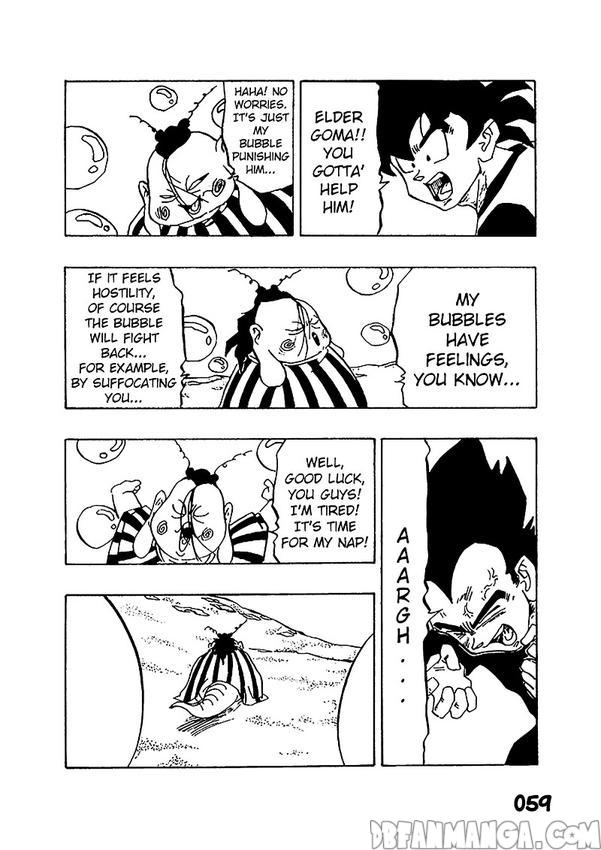 ELDER
GOMA!!
YOU
GOTTA'
HELP
HIM!
HAHA! NO
WORRIES,
IT'S JUST
MY
BUBBLE
PUNISHING
HIM...
MY
BUBBLES
HAVE
FEELINGS,
YOU KNOW...
IF IT FEELS
HOSTILITY,
OF COURSE
THE BUBBLE
WILL FIGHT
BACK...
FOR EXAMPLE,
BY SUFFOCATING
YOU...
AAARGH...
WELL,
GOOD LUCK,
YOU GUYS!
I'M TIRED!
IT'S TIME
FOR MY NAP!
059
DBFANMANGA.COM